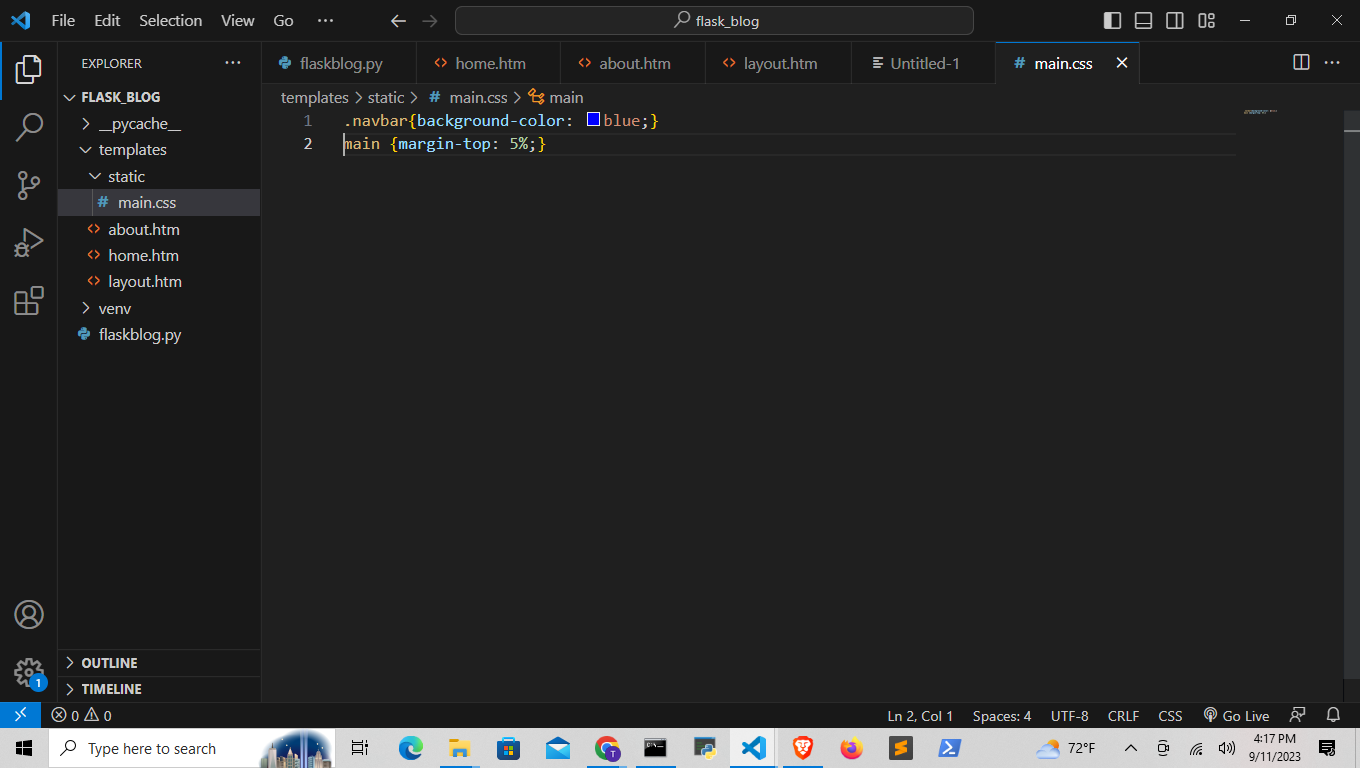 File Edit Selection View Go ··· flask_blog
EXPLORER ···
flaskblog.py home.htm about.htm layout.htm Untitled-1 # main.css
FLASK_BLOG
__pycache__
templates
static
# main.css
about.htm
home.htm
layout.htm
venv
flaskblog.py
templates > static > # main.css > main
1 .navbar{background-color: blue;}
2 main {margin-top: 5%;}
1
OUTLINE
TIMELINE
0 0 Ln 2, Col 1 Spaces: 4 UTF-8 CRLF CSS Go Live
Type here to search T S 72°F 4:17 PM
9/11/2023